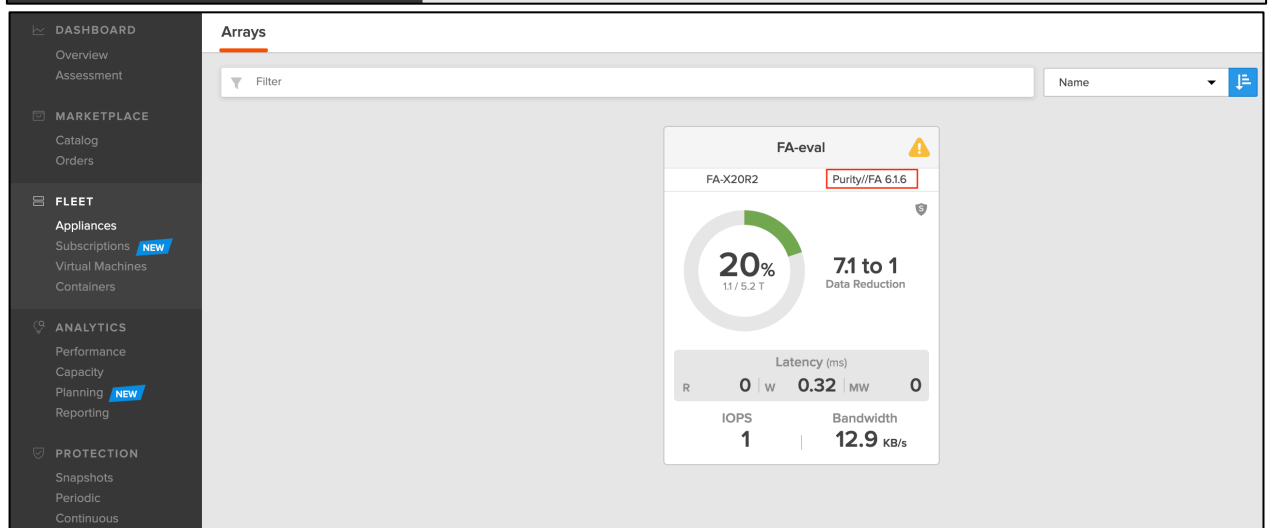 DASHBOARD
Overview
Assessment
MARKETPLACE
Catalog
Orders
FLEET
Appliances
Subscriptions NEW
Virtual Machines
Containers
ANALYTICS
Performance
Capacity
Planning NEW
Reporting
PROTECTION
Snapshots
Periodic
Continuous
Arrays
Filter
Name
FA-eval
FA-X20R2 Purity//FA 6.1.6
S
20%
1.1 / 5.2 T
7.1 to 1
Data Reduction
Latency (ms)
R 0 W 0.32 MW 0
IOPS Bandwidth
1 12.9 KB/s